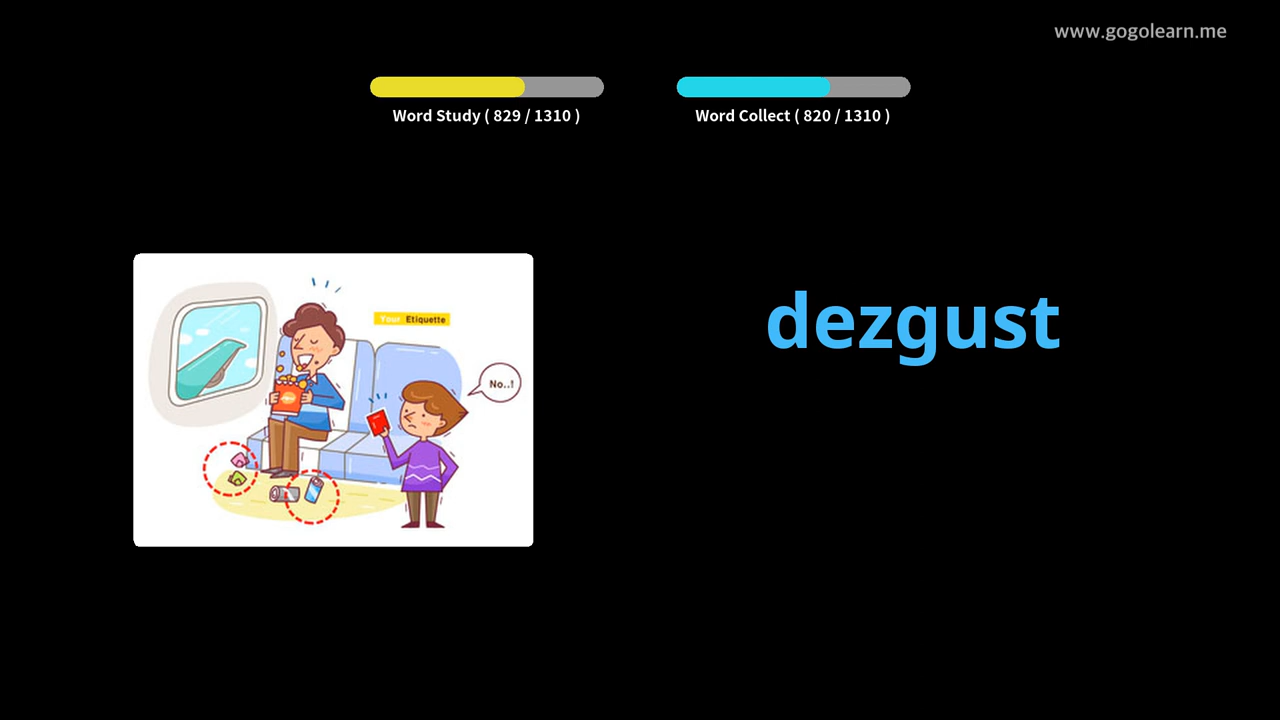 www.gogolearn.me
Word Study ( 829 / 1310 )
Word Collect ( 820 / 1310 )
Your Etiquette
No..!
dezgust